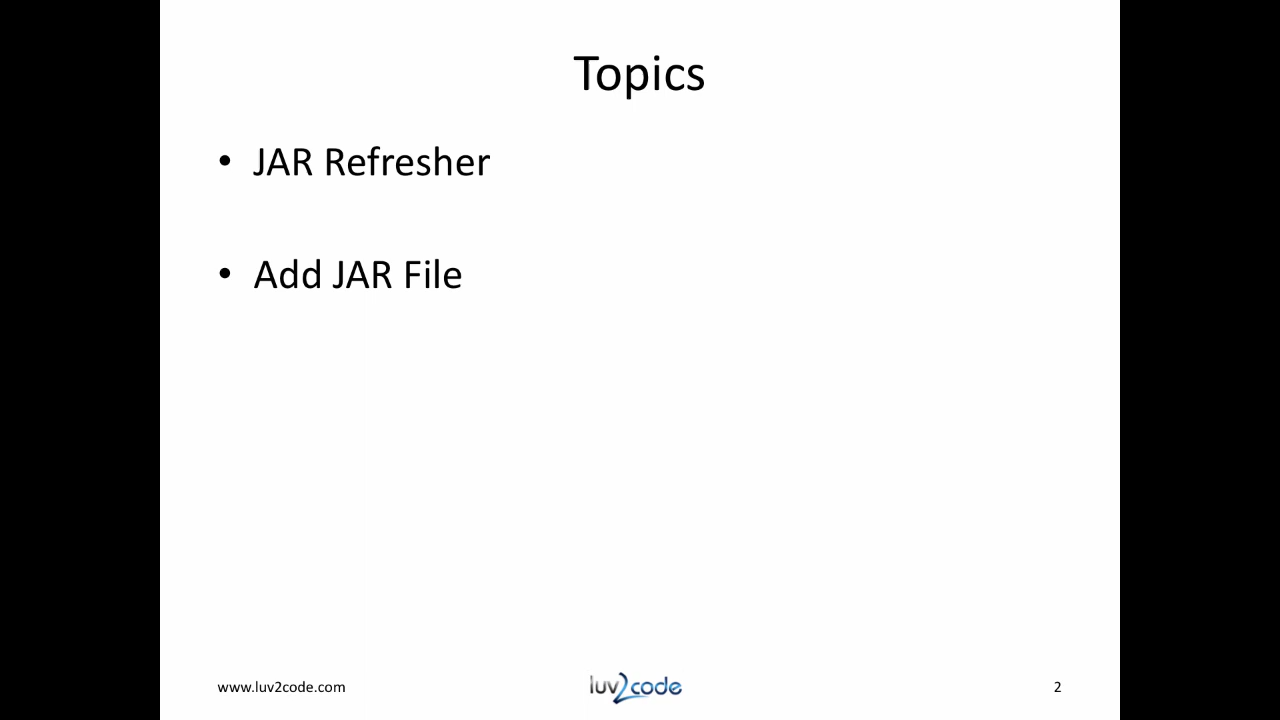 Topics
• JAR Refresher
• Add JAR File
www.luv2code.com
luv2code
2